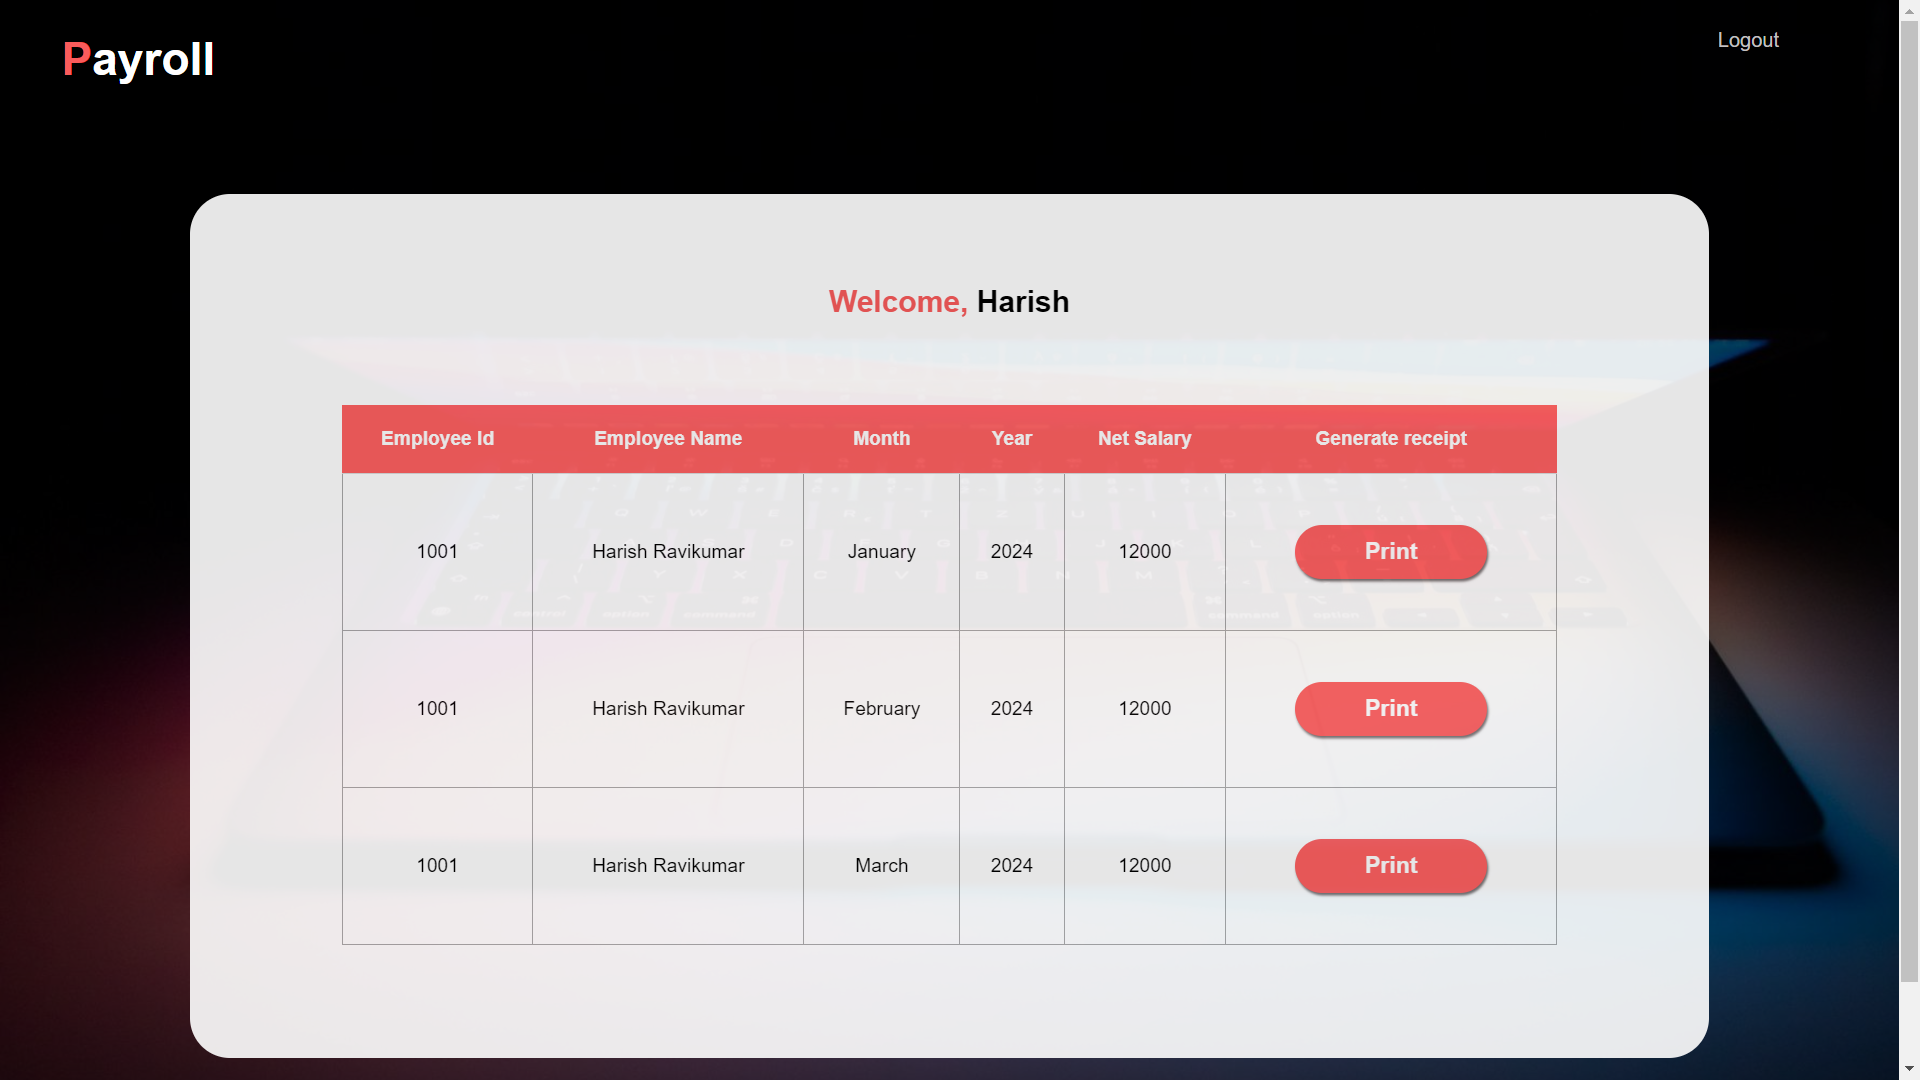 Payroll
Logout
Welcome, Harish
Employee Id Employee Name Month Year Net Salary Generate receipt
1001 Harish Ravikumar January 2024 12000 Print
1001 Harish Ravikumar February 2024 12000 Print
1001 Harish Ravikumar March 2024 12000 Print